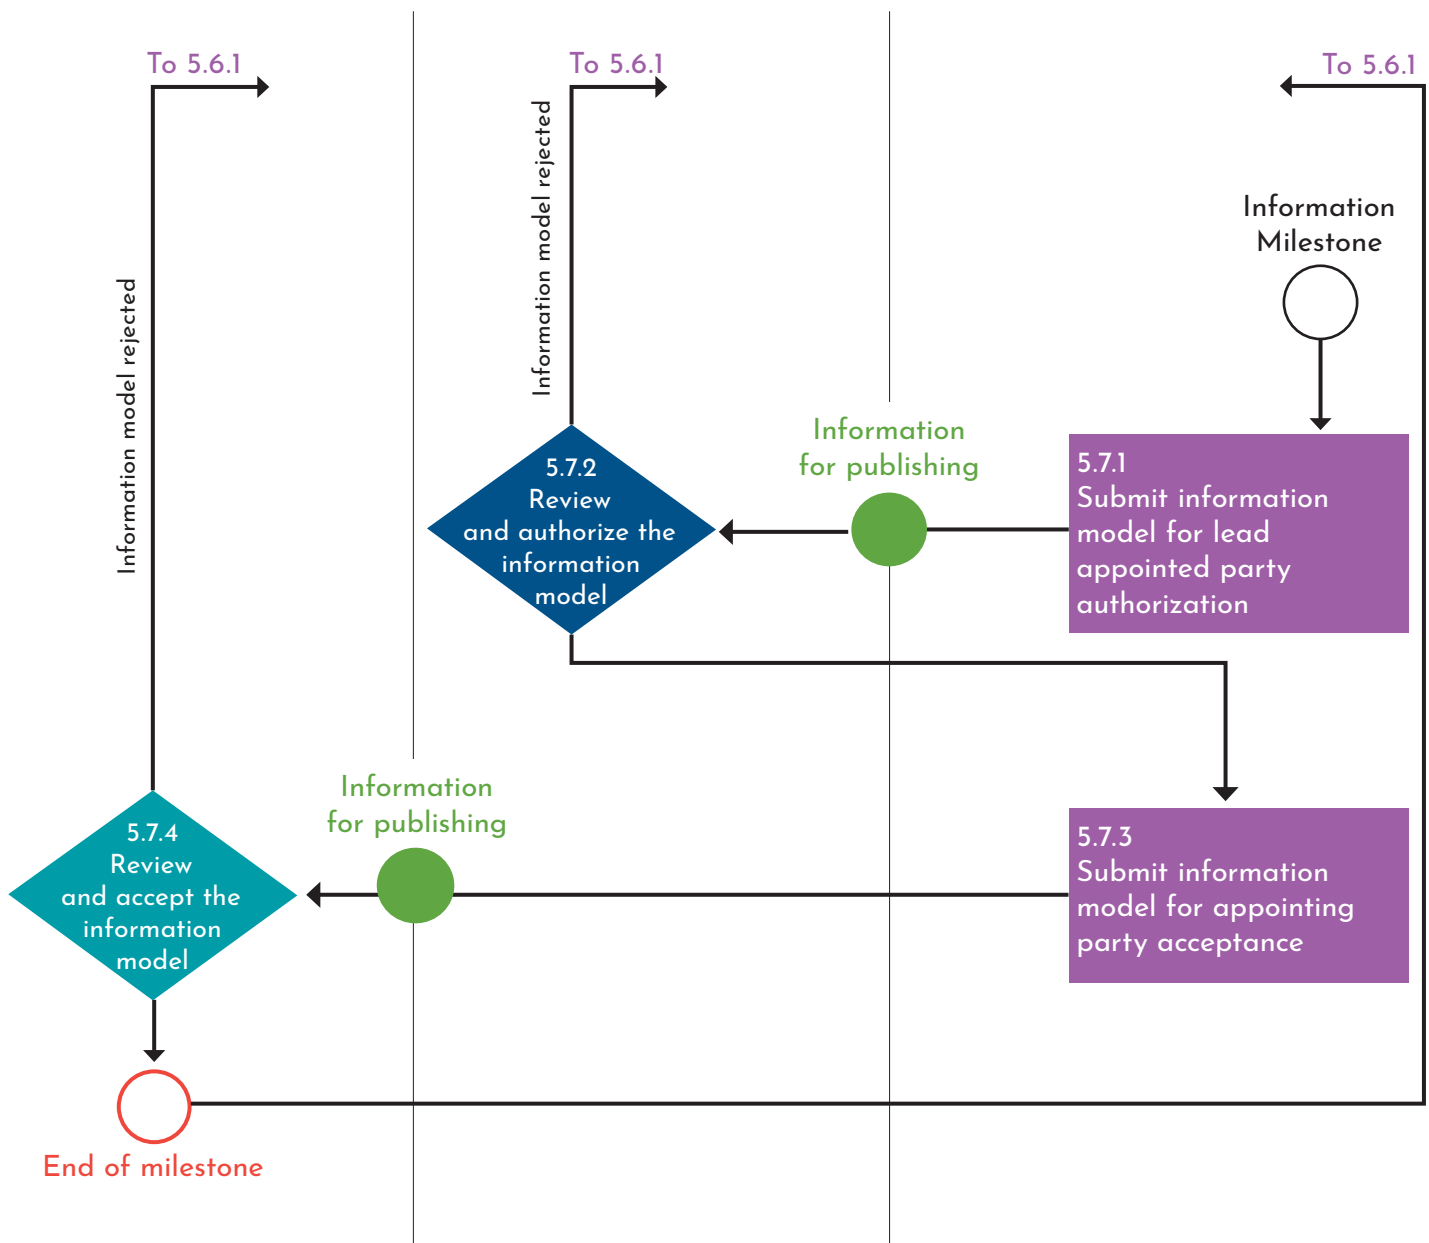 To 5.6.1
To 5.6.1
To 5.6.1
Information model rejected
Information model rejected
Information
Milestone
Information
for publishing
5.7.1
Submit information
model for lead
appointed party
authorization
5.7.2
Review
and authorize the
information
model
Information
for publishing
5.7.3
Submit information
model for appointing
party acceptance
5.7.4
Review
and accept the
information
model
End of milestone